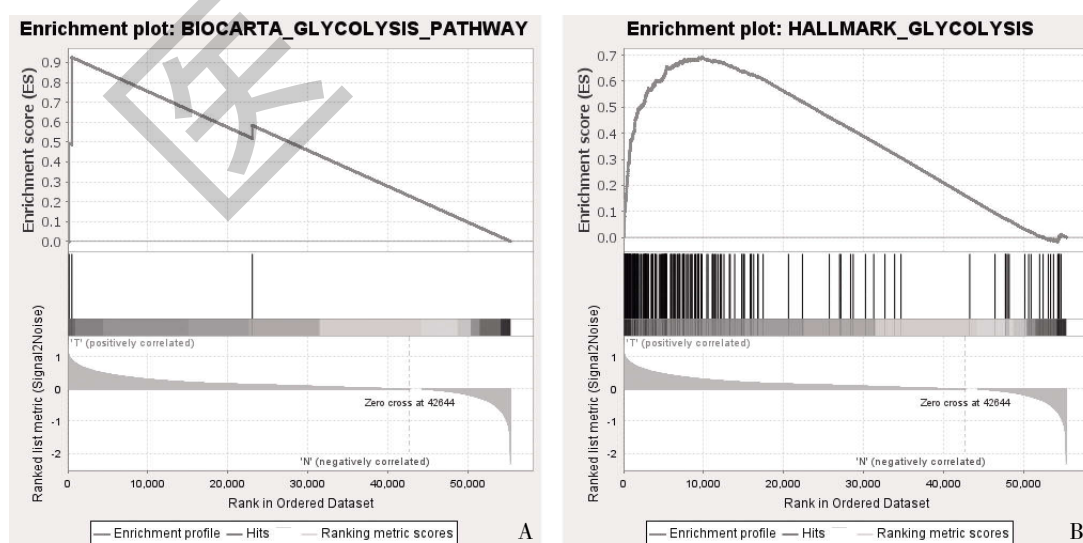 Enrichment plot: BIOCARTA_GLYCOLYSIS_PATHWAY
Enrichment score (ES)
0.9
0.8
0.7
0.6
0.5
0.4
0.3
0.2
0.1
0.0
Ranked list metric (Signal2Noise)
'T' (positively correlated)
1
0
-1
-2
Zero cross at 42644
'N' (negatively correlated)
0 10,000 20,000 30,000 40,000 50,000
Rank in Ordered Dataset
Enrichment profile Hits Ranking metric scores
A
Enrichment plot: HALLMARK_GLYCOLYSIS
Enrichment score (ES)
0.7
0.6
0.5
0.4
0.3
0.2
0.1
0.0
Ranked list metric (Signal2Noise)
'T' (positively correlated)
1
0
-1
-2
Zero cross at 42644
'N' (negatively correlated)
0 10,000 20,000 30,000 40,000 50,000
Rank in Ordered Dataset
Enrichment profile Hits Ranking metric scores
B